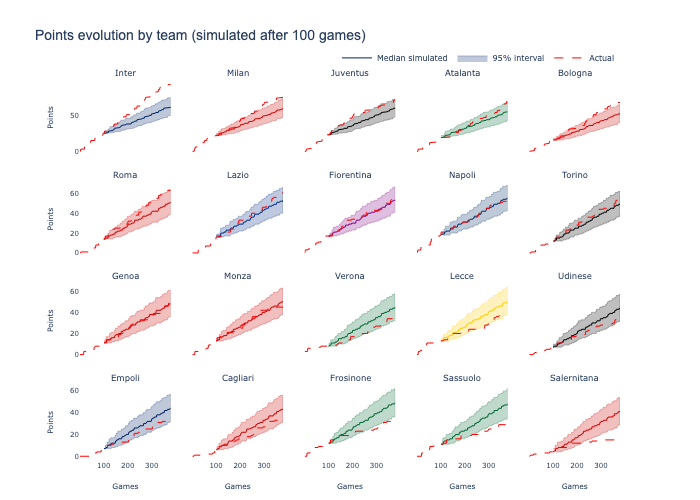 Points evolution by team (simulated after 100 games)
Median simulated 95% interval Actual
Inter Milan Juventus Atalanta Bologna
Points
50
0
Roma Lazio Fiorentina Napoli Torino
Points
60
40
20
0
Genoa Monza Verona Lecce Udinese
Points
60
40
20
0
Empoli Cagliari Frosinone Sassuolo Salernitana
Points
60
40
20
0
100 200 300 100 200 300 100 200 300 100 200 300 100 200 300
Games Games Games Games Games